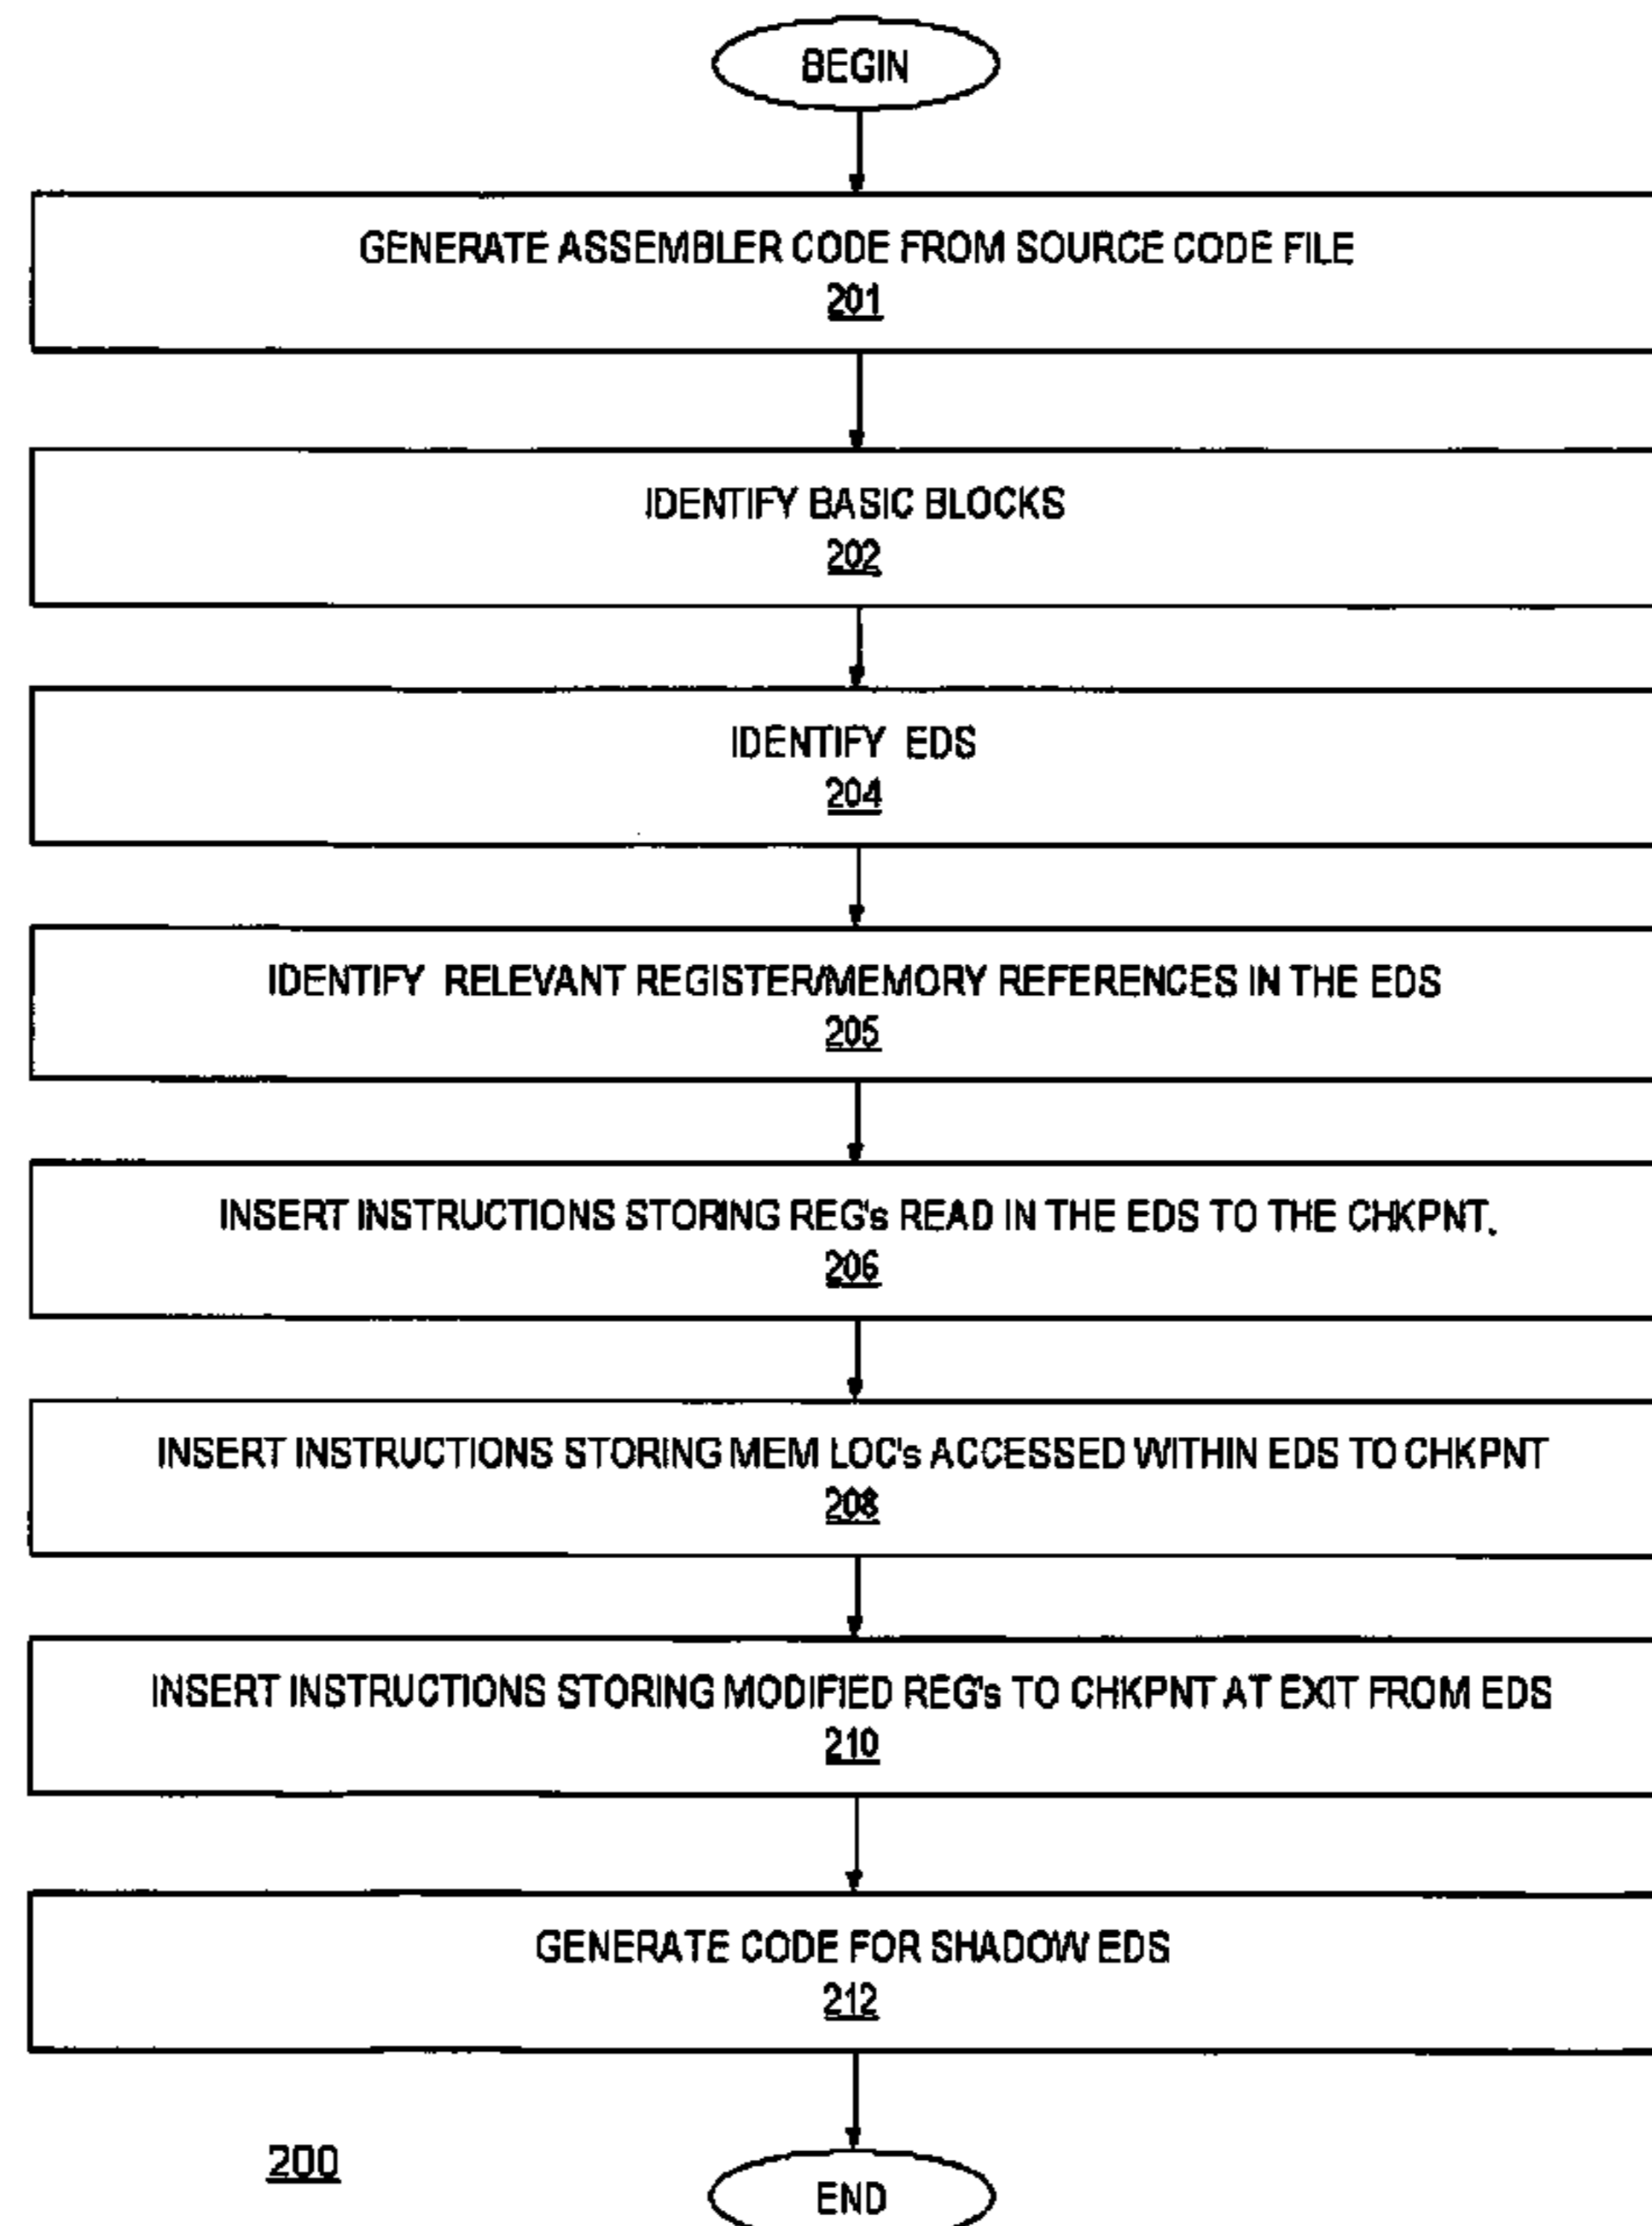 BEGIN
GENERATE ASSEMBLER CODE FROM SOURCE CODE FILE
201
IDENTIFY BASIC BLOCKS
202
IDENTIFY EDS
204
IDENTIFY RELEVANT REGISTER/MEMORY REFERENCES IN THE EDS
205
INSERT INSTRUCTIONS STORING REG's READ IN THE EDS TO THE CHKPNT.
206
INSERT INSTRUCTIONS STORING MEM LOC's ACCESSED WITHIN EDS TO CHKPNT
208
INSERT INSTRUCTIONS STORING MODIFIED REG's TO CHKPNT AT EXIT FROM EDS
210
GENERATE CODE FOR SHADOW EDS
212
200
END